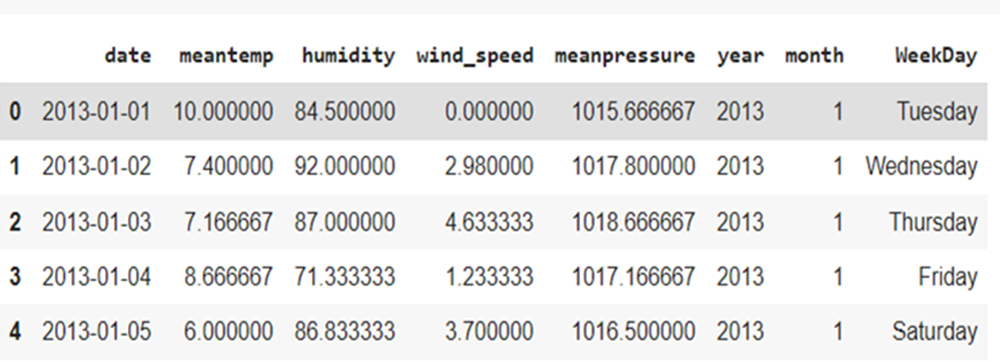 date meantemp humidity wind_speed meanpressure year month WeekDay
0 2013-01-01 10.000000 84.500000 0.000000 1015.666667 2013 1 Tuesday
1 2013-01-02 7.400000 92.000000 2.980000 1017.800000 2013 1 Wednesday
2 2013-01-03 7.166667 87.000000 4.633333 1018.666667 2013 1 Thursday
3 2013-01-04 8.666667 71.333333 1.233333 1017.166667 2013 1 Friday
4 2013-01-05 6.000000 86.833333 3.700000 1016.500000 2013 1 Saturday